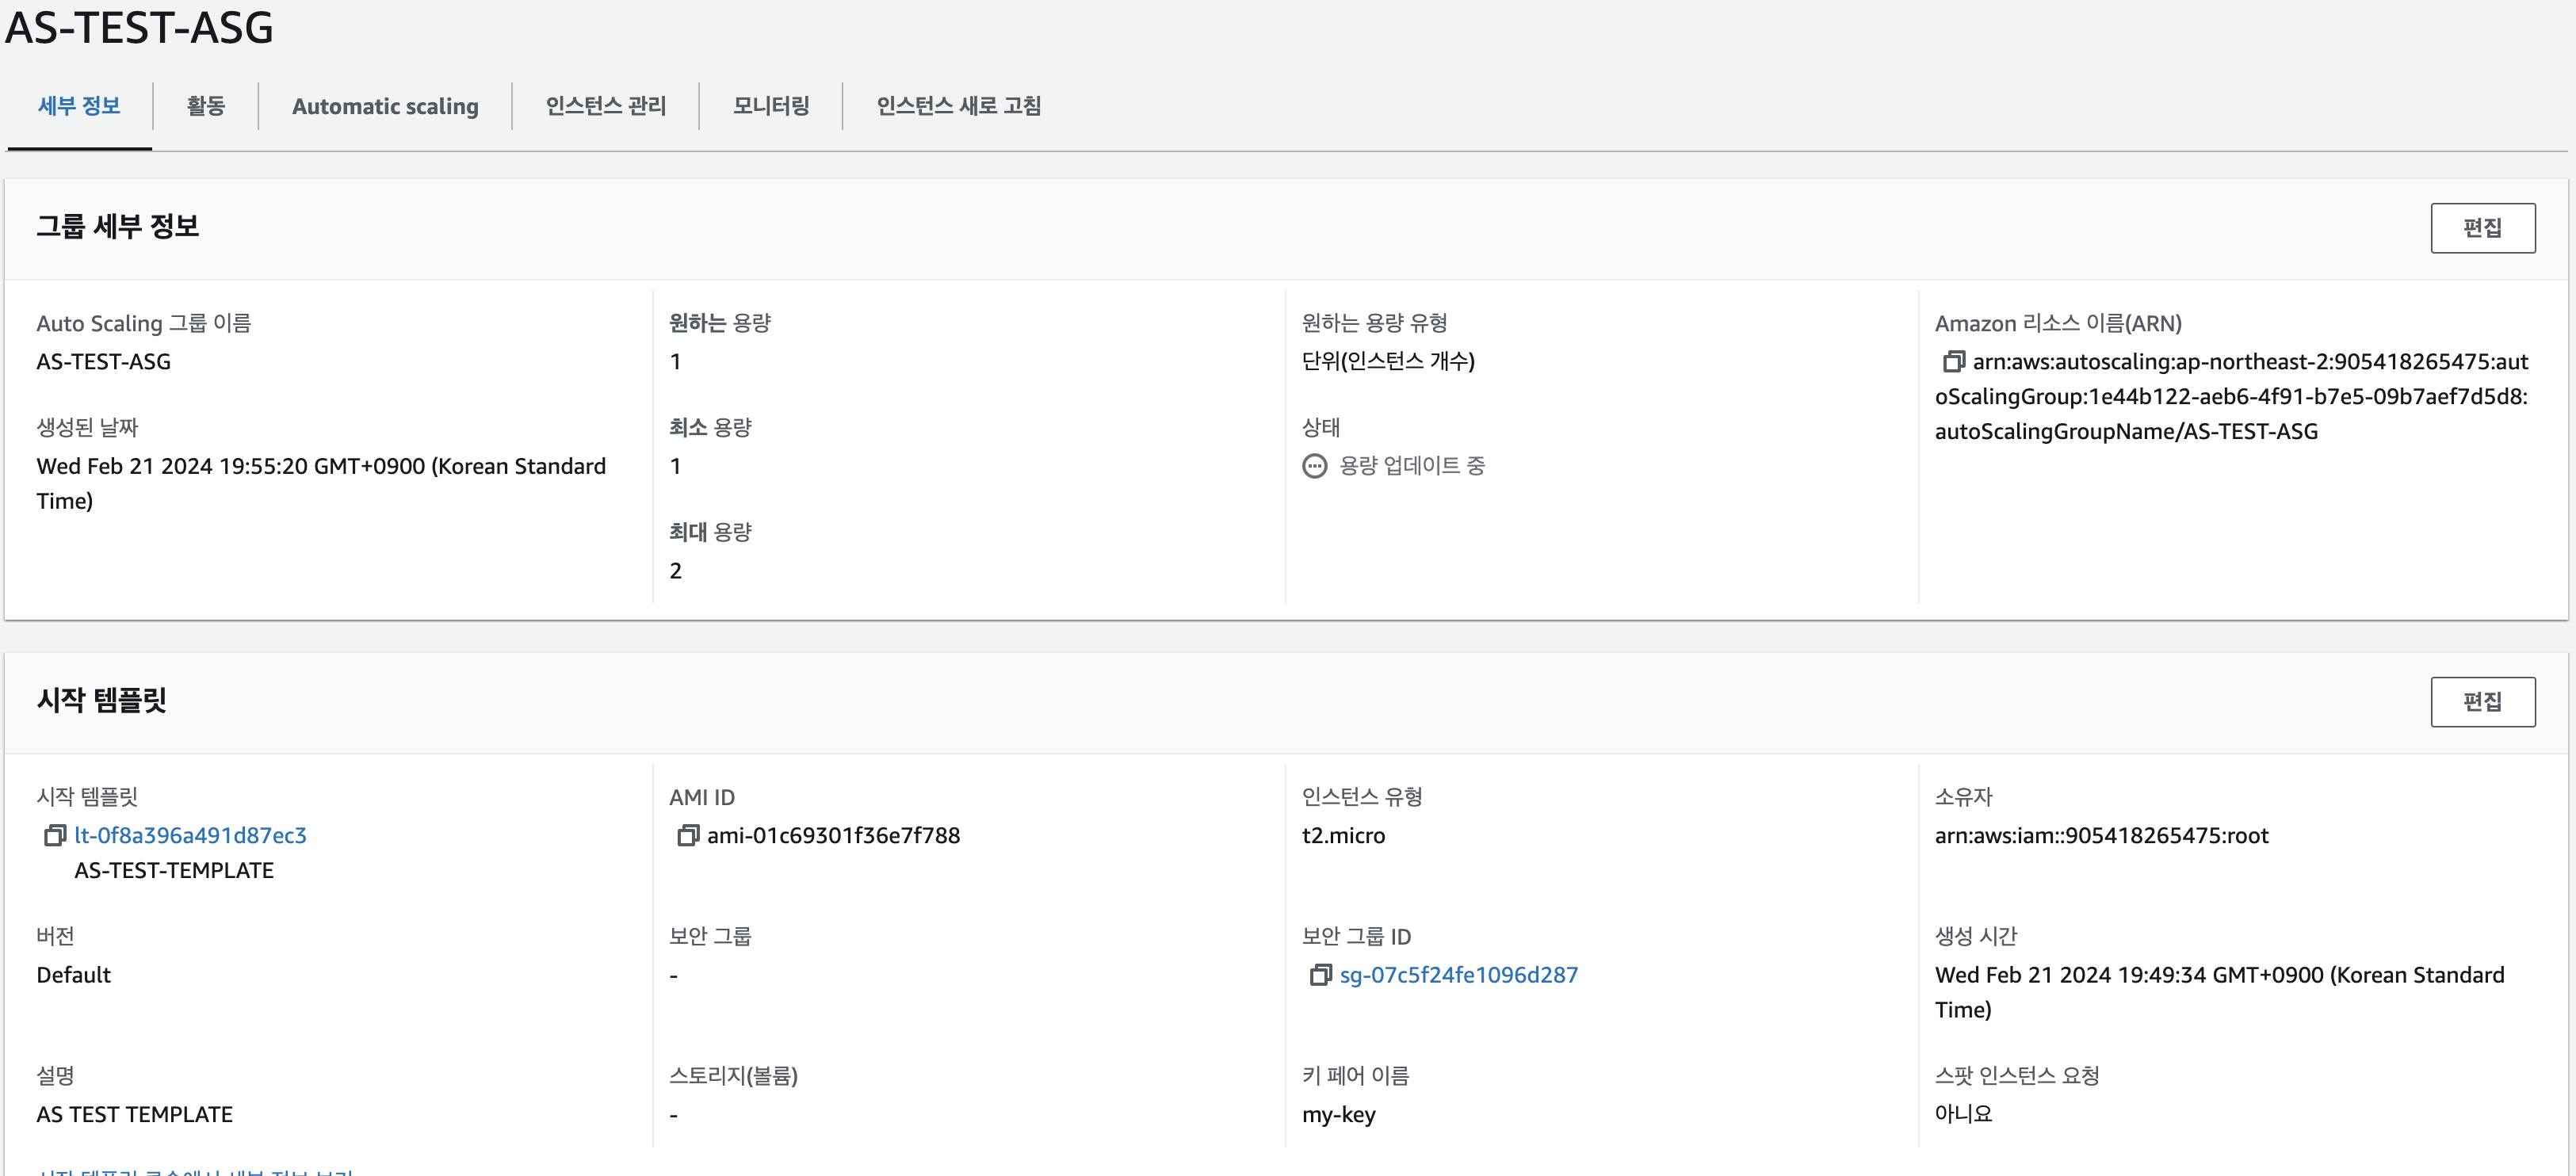 AS-TEST-ASG
세부 정보
활동
Automatic scaling
인스턴스 관리
모니터링
인스턴스 새로 고침
그룹 세부 정보
편집
Auto Scaling 그룹 이름
AS-TEST-ASG
생성된 날짜
Wed Feb 21 2024 19:55:20 GMT+0900 (Korean Standard
Time)
원하는 용량
1
최소 용량
1
최대 용량
2
원하는 용량 유형
단위(인스턴스 개수)
상태
용량 업데이트 중
Amazon 리소스 이름(ARN)
arn:aws:autoscaling:ap-northeast-2:905418265475:aut
oScalingGroup:1e44b122-aeb6-4f91-b7e5-09b7aef7d5d8:
autoScalingGroupName/AS-TEST-ASG
시작 템플릿
편집
시작 템플릿
lt-0f8a396a491d87ec3
AS-TEST-TEMPLATE
AMI ID
ami-01c69301f36e7f788
인스턴스 유형
t2.micro
소유자
arn:aws:iam::905418265475:root
버전
Default
보안 그룹
-
보안 그룹 ID
sg-07c5f24fe1096d287
생성 시간
Wed Feb 21 2024 19:49:34 GMT+0900 (Korean Standard
Time)
설명
AS TEST TEMPLATE
스토리지(볼륨)
-
키 페어 이름
my-key
스팟 인스턴스 요청
아니요